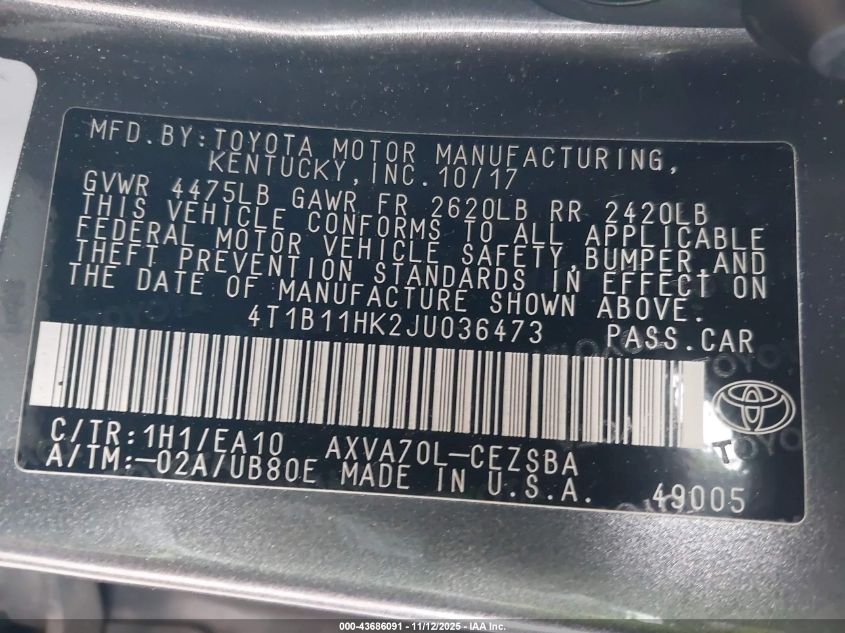 MFD.BY:TOYOTA MOTOR MANUFACTURING,
KENTUCKY,INC.10/17
GVWR 4475LB GAWR FR 2620LB RR 2420LB
THIS VEHICLE CONFORMS TO ALL APPLICABLE
FEDERAL MOTOR VEHICLE SAFETY,BUMPER,AND
THEFT PREVENTION STANDARDS IN EFFECT ON
THE DATE OF MANUFACTURE SHOWN ABOVE.
4T1B11HK2JU036473 PASS.CAR
TOYO
C/TR:1H1/EA10 AXVA70L-CEZSBA
A/TM:-02A/UB80E MADE IN U.S.A. 49005
000-43686091 - 11/12/2025 - IAA Inc.